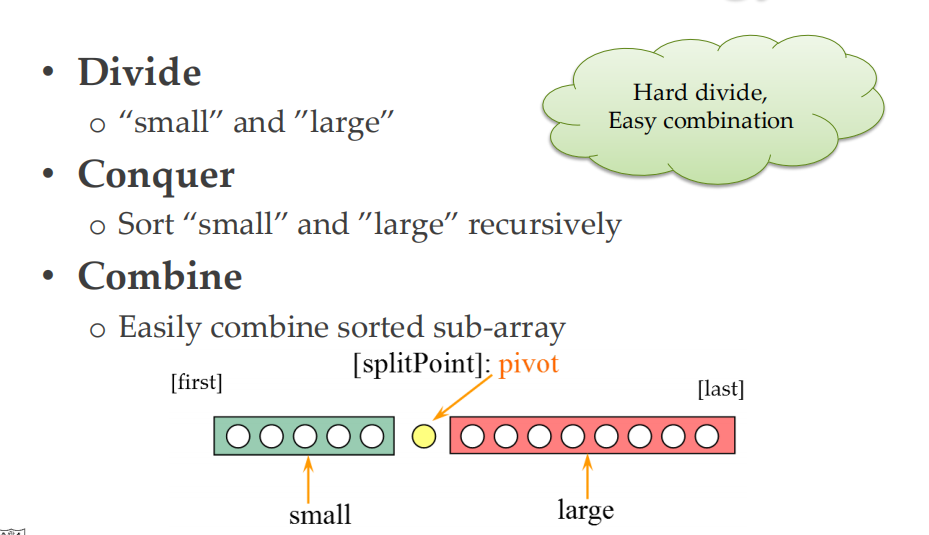 • Divide
o “small” and ”large”
Hard divide,
Easy combination
• Conquer
o Sort “small” and ”large” recursively
• Combine
o Easily combine sorted sub-array
[splitPoint]: pivot
[first]
[last]
small
large